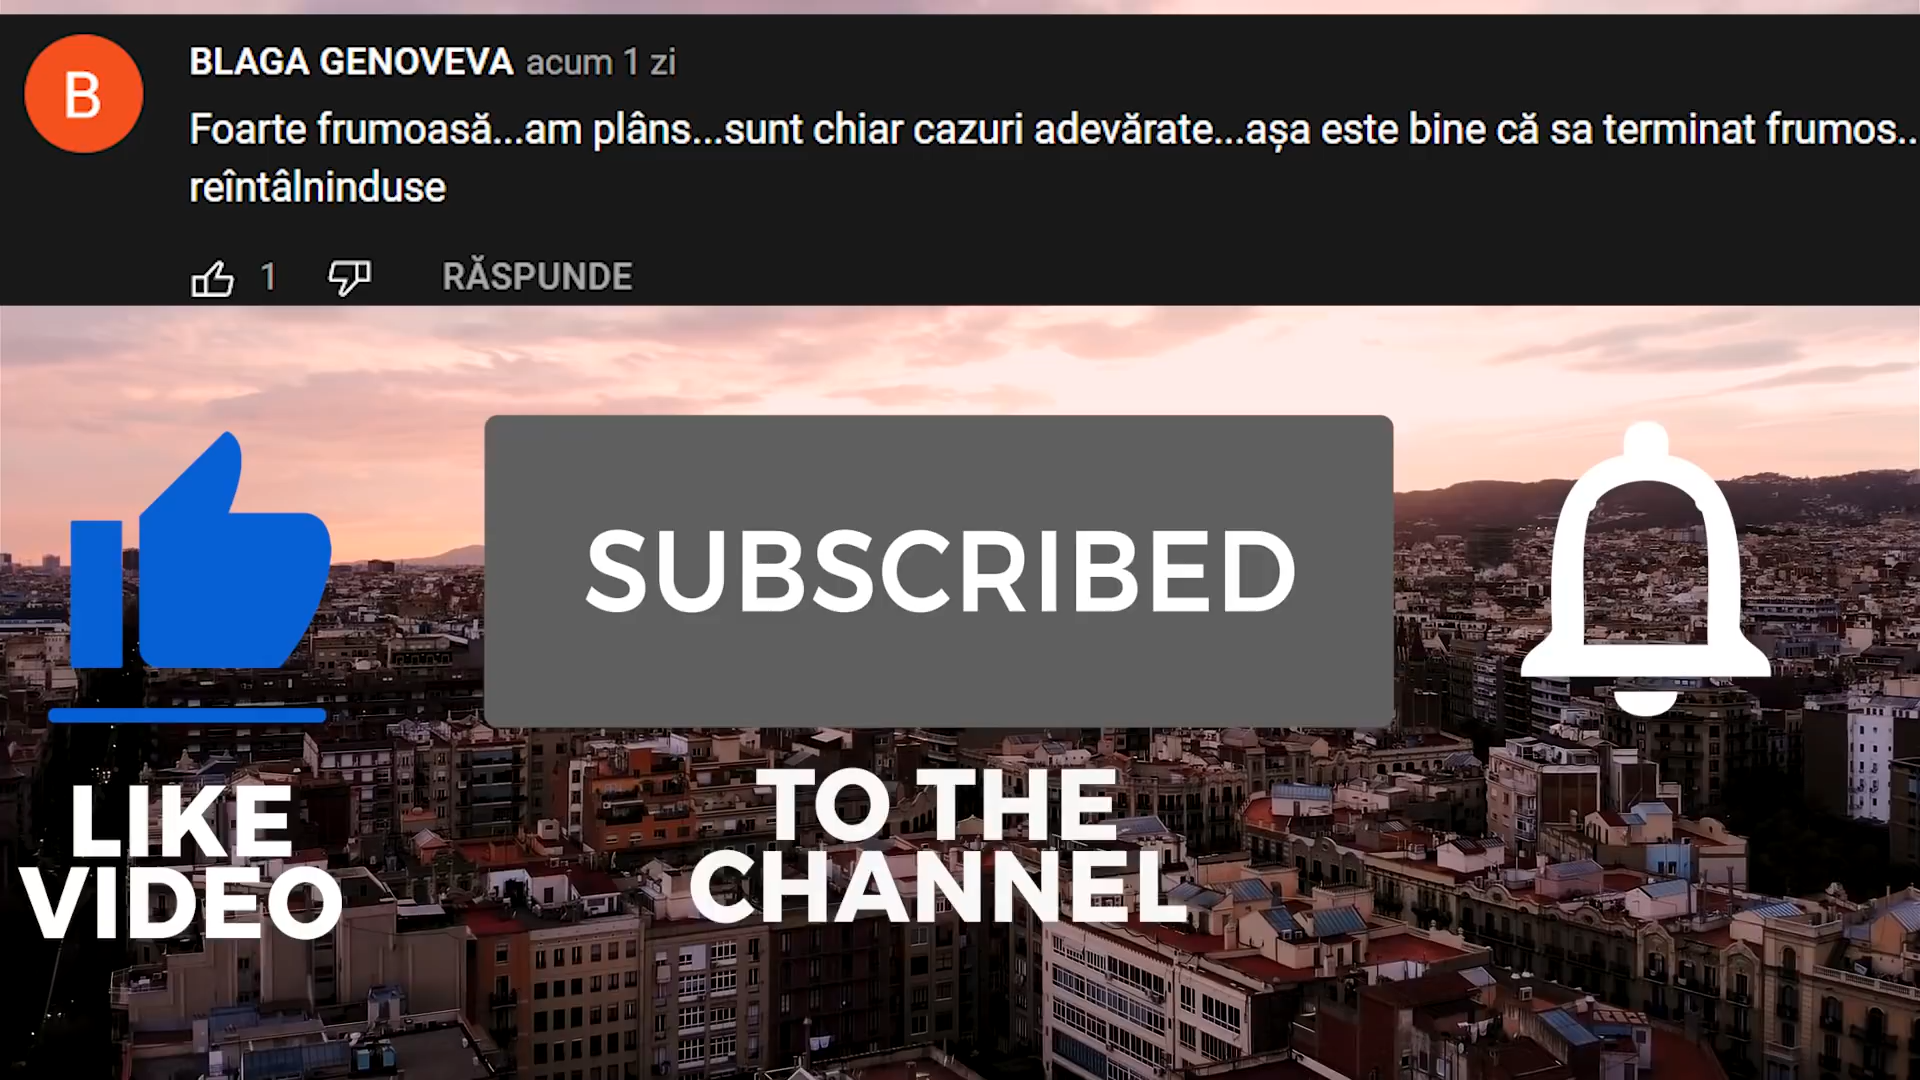 B
BLAGA GENOVEVA acum 1 zi
Foarte frumoasă...am plâns...sunt chiar cazuri adevărate...așa este bine că sa terminat frumos..
reîntâlninduse
1 RĂSPUNDE
SUBSCRIBED
LIKE
VIDEO
TO THE
CHANNEL